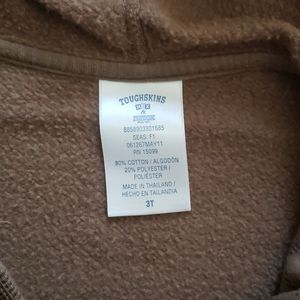 TOUGHSKINS
&
SEAS: F1
061267MAY11
RN 15099
80% COTTON / ALGODÓN
20% POLYESTER /
POLIÉSTER
MADE IN THAILAND /
HECHO EN TAILANDIA
3T